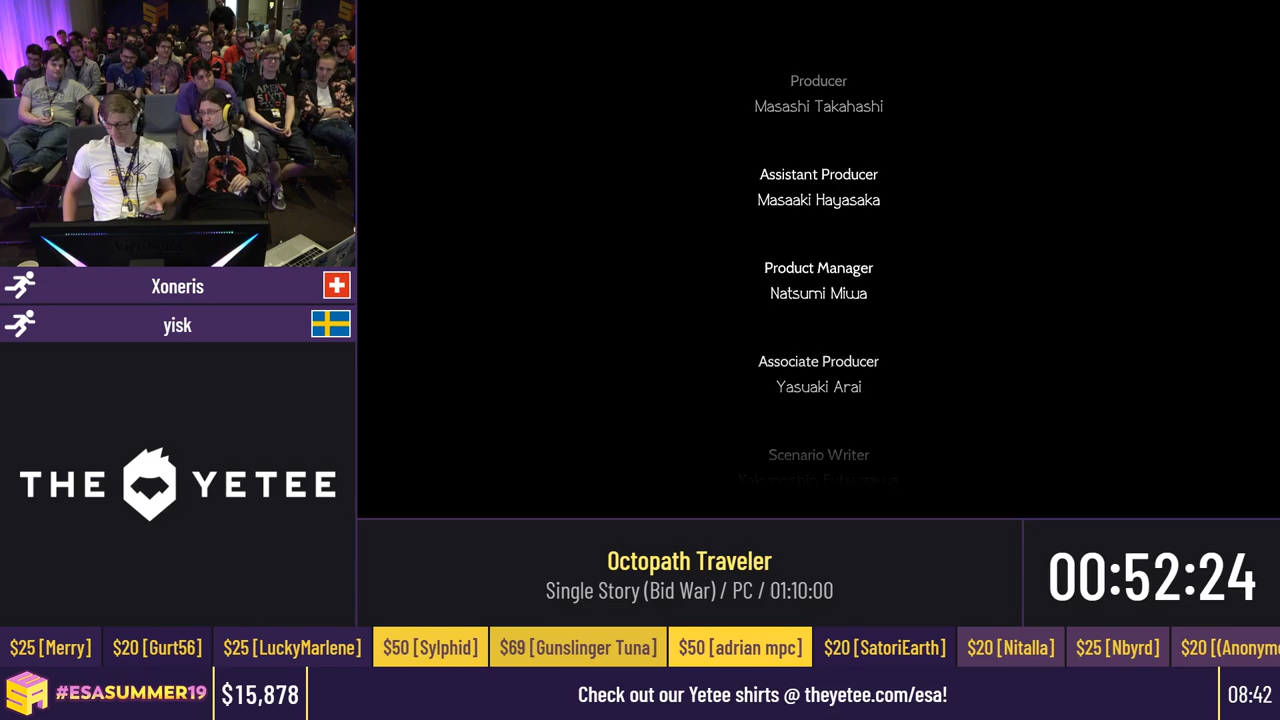 Producer
Masashi Takahashi
Assistant Producer
Masaaki Hayasaka
Product Manager
Natsumi Miwa
Associate Producer
Yasuaki Arai
Scenario Writer
Xoneris
yisk
THE YETEE
Octopath Traveler
Single Story (Bid War) / PC / 01:10:00
00:52:24
$25 [Merry] $20 [Gurt56] $25 [LuckyMarlene] $50 [Sylphid] $69 [Gunslinger Tuna] $50 [adrian mpc] $20 [SatoriEarth] $20 [Nitalla] $25 [Nbyrd] $20 [(Anonym
#ESASUMMER19 $15,878 Check out our Yetee shirts @ theyetee.com/esa! 08:42